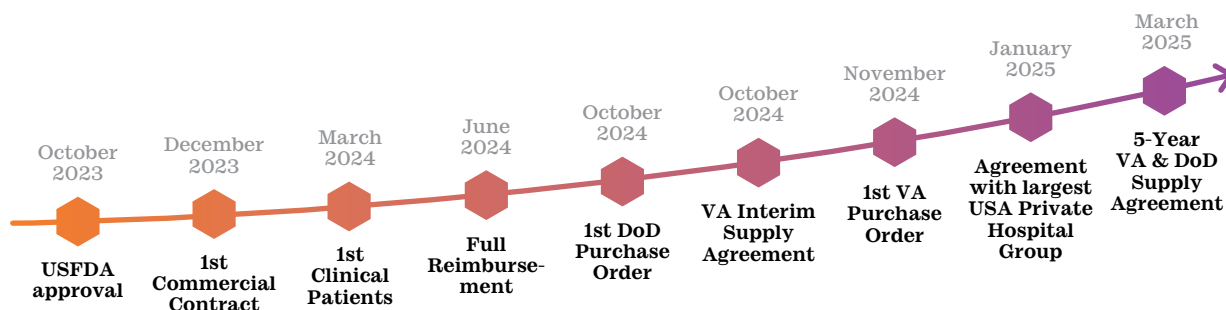 October
2023
USFDA
approval
December
2023
1st
Commercial
Contract
March
2024
1st
Clinical
Patients
June
2024
Full
Reimburse-
ment
October
2024
1st DoD
Purchase
Order
October
2024
VA Interim
Supply
Agreement
November
2024
1st VA
Purchase
Order
January
2025
Agreement
with largest
USA Private
Hospital
Group
March
2025
5-Year
VA & DoD
Supply
Agreement